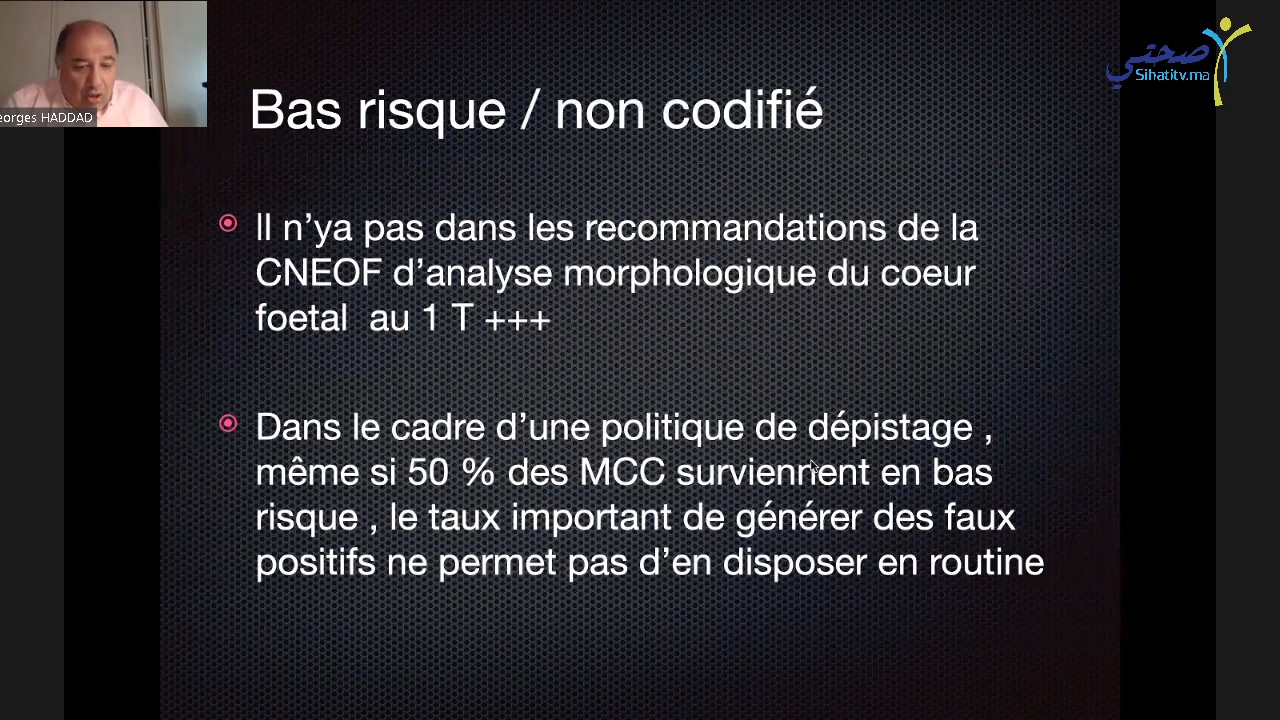 eorges HADDAD
صحتي
Sihatitv.ma
Bas risque / non codifié
Il n’ya pas dans les recommandations de la
CNEOF d’analyse morphologique du coeur
foetal au 1 T +++
Dans le cadre d’une politique de dépistage ,
même si 50 % des MCC surviennent en bas
risque , le taux important de générer des faux
positifs ne permet pas d’en disposer en routine